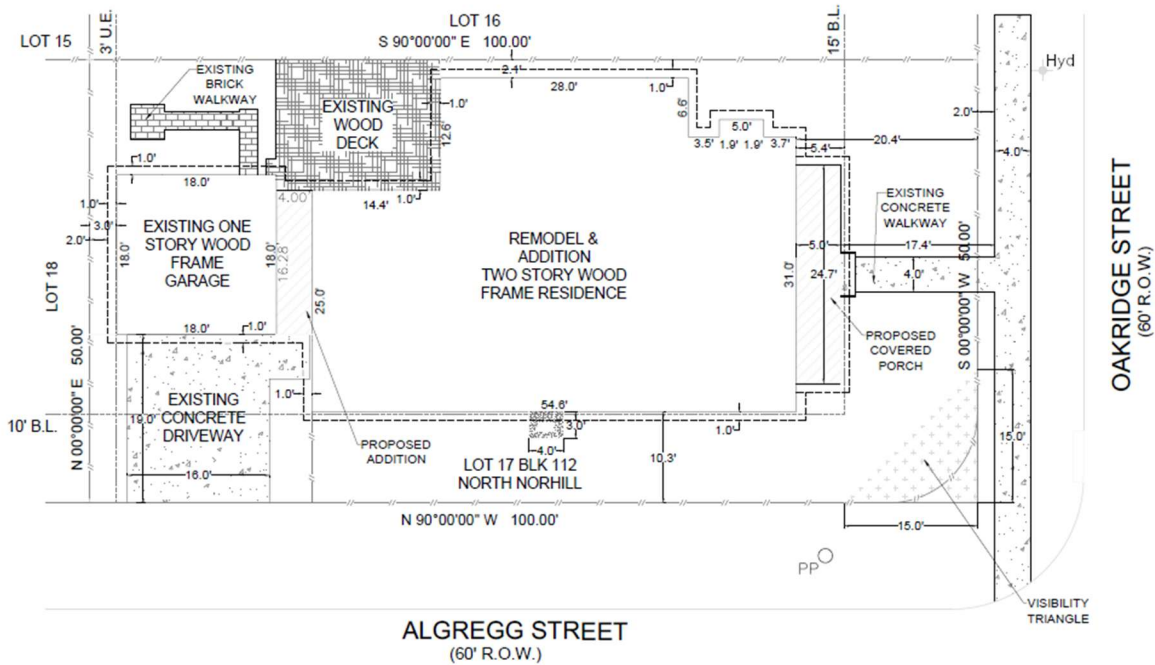 LOT 15
3' U.E.
LOT 16
S 90°00'00" E 100.00'
15' B.L.
Hyd
EXISTING
BRICK
WALKWAY
EXISTING
WOOD
DECK
2.4'
28.0'
1.0'
1.0'
12.6'
6.6'
5.0'
3.5'
1.9'
1.9'
3.7'
5.4'
20.4'
2.0'
4.0'
1.0'
18.0'
4.00
14.4'
1.0'
1.0'
3.0'
2.0'
18.0'
EXISTING ONE
STORY WOOD
FRAME
GARAGE
18.0'
16.28
25.0'
REMODEL &
ADDITION
TWO STORY WOOD
FRAME RESIDENCE
31.0'
5.0'
24.7'
EXISTING
CONCRETE
WALKWAY
17.4'
4.0'
S 00°00'00" W 50.00'
OAKRIDGE STREET
(60' R.O.W.)
LOT 18
N 00°00'00" E 50.00'
18.0'
1.0'
PROPOSED
COVERED
PORCH
10' B.L.
19.0'
EXISTING
CONCRETE
DRIVEWAY
16.0'
1.0'
PROPOSED
ADDITION
54.6'
3.0'
4.0'
1.0'
10.3'
LOT 17 BLK 112
NORTH NORHILL
15.0'
15.0'
N 90°00'00" W 100.00'
PP
VISIBILITY
TRIANGLE
ALGREGG STREET
(60' R.O.W.)